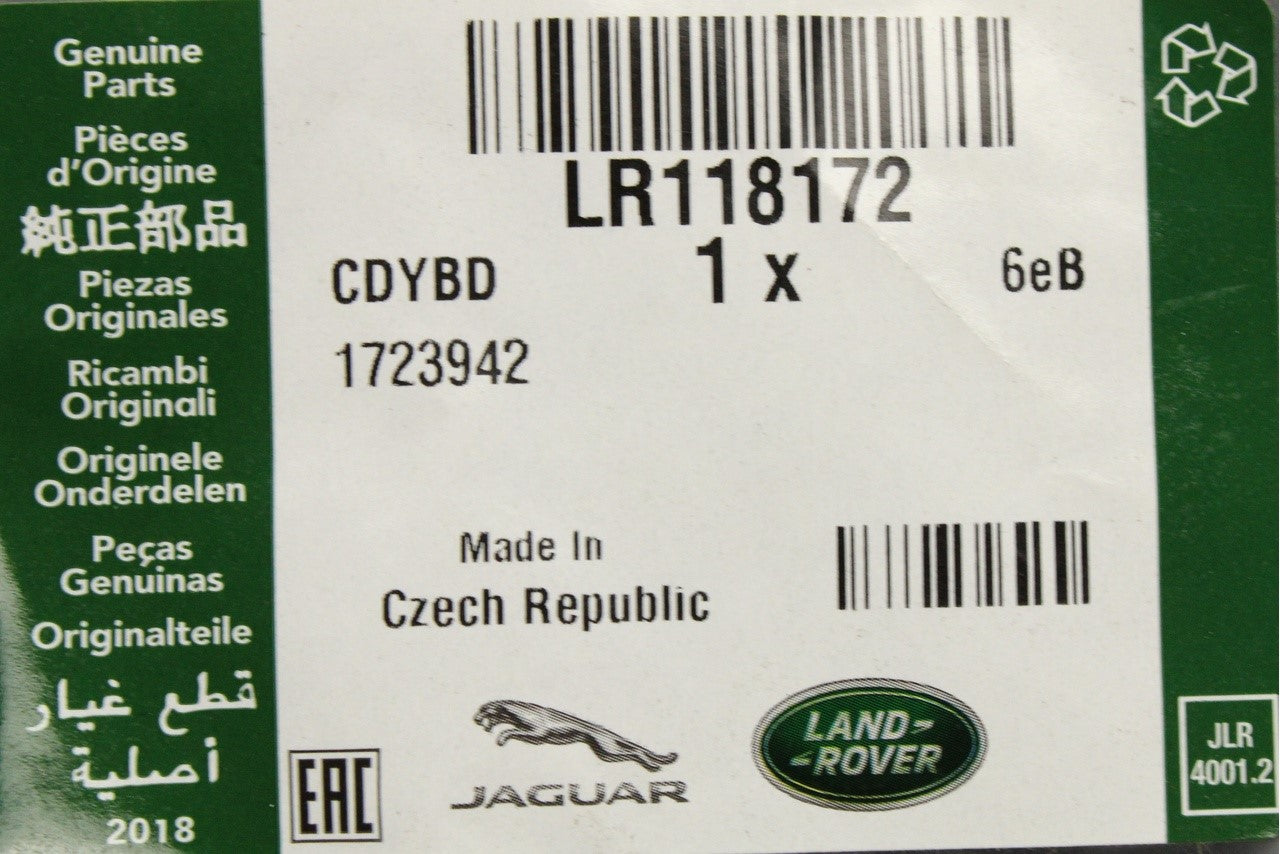 Genuine
Parts
Pièces
d'Origine
純正部品
Piezas
Originales
Ricambi
Originali
Originele
Onderdelen
Peças
Genuinas
Originalteile
قطع غيار
أصلية
2018
LR118172
CDYBD 1 x 6eB
1723942
Made In
Czech Republic
EAC
JAGUAR
LAND-
-ROVER
JLR
4001.2